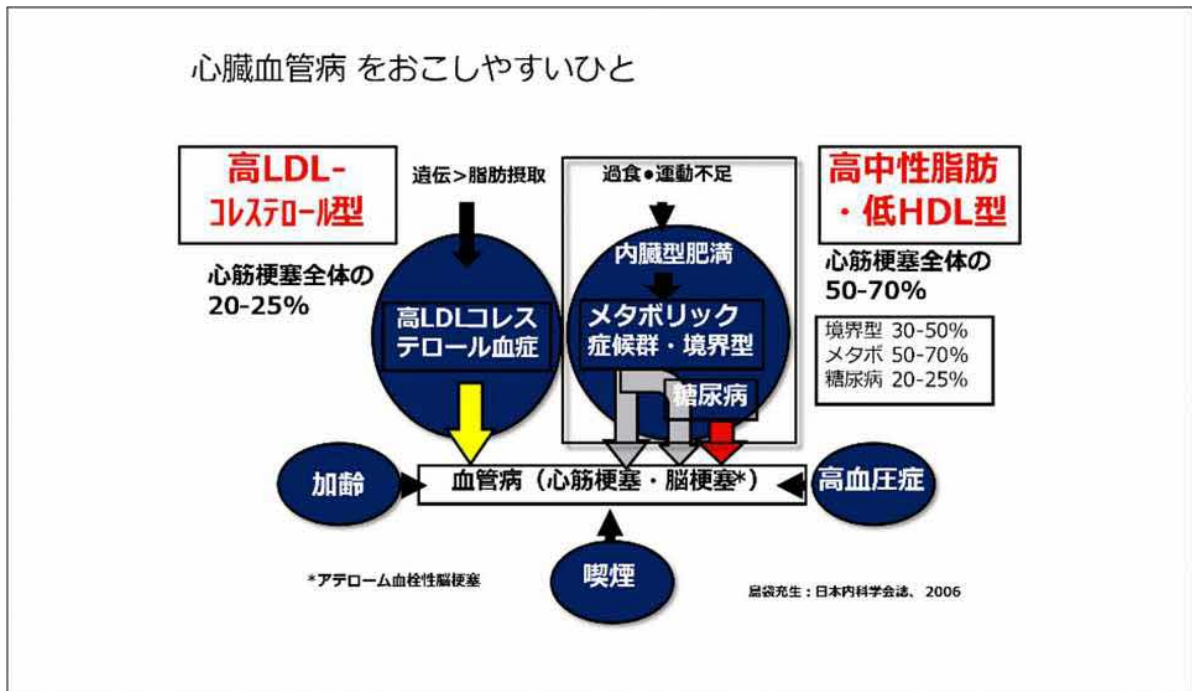 心臓血管病 をおこしやすいひと
高LDL-
コレステロール型
心筋梗塞全体の
20-25%
遺伝>脂肪摂取
高LDLコレス
テロール血症
過食●運動不足
内臓型肥満
メタボリック
症候群・境界型
糖尿病
高中性脂肪
・低HDL型
心筋梗塞全体の
50-70%
境界型 30-50%
メタボ 50-70%
糖尿病 20-25%
加齢
血管病(心筋梗塞・脳梗塞*)
高血圧症
喫煙
*アテローム血栓性脳梗塞
島袋充生:日本内科学会誌、 2006